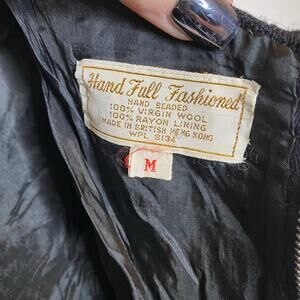 Hand Full Fashioned
HAND BEADED
100% VIRGIN WOOL
100% RAYON LINING
MADE IN BRITISH HONG KONG
WPL 8134
M